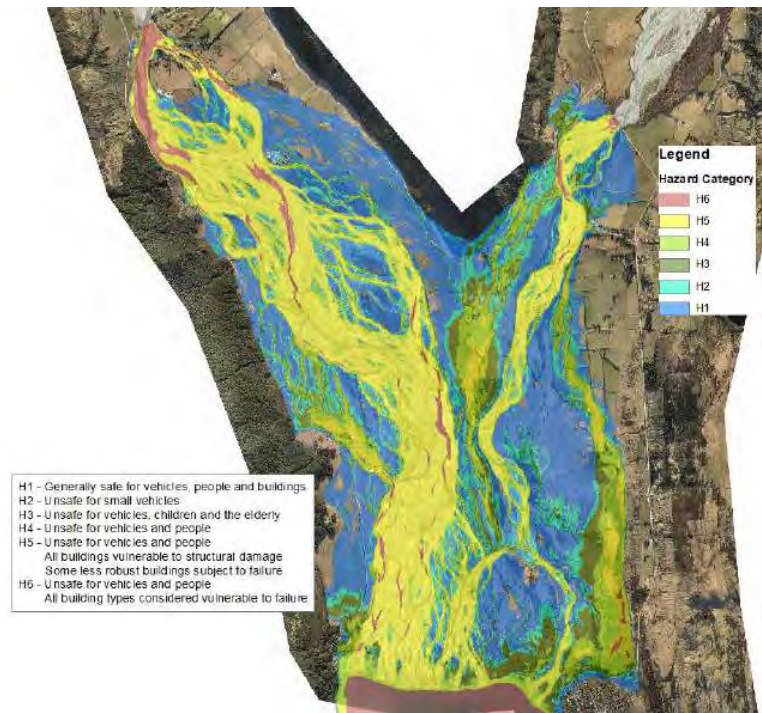 Legend
Hazard Category
H6
H5
H4
H3
H2
H1
H1 - Generally safe for vehicles, people and buildings
H2 - Unsafe for small vehicles
H3 - Unsafe for vehicles, children and the elderly
H4 - Unsafe for vehicles and people
H5 - Unsafe for vehicles and people
All buildings vulnerable to structural damage
Some less robust buildings subject to failure
H6 - Unsafe for vehicles and people
All building types considered vulnerable to failure